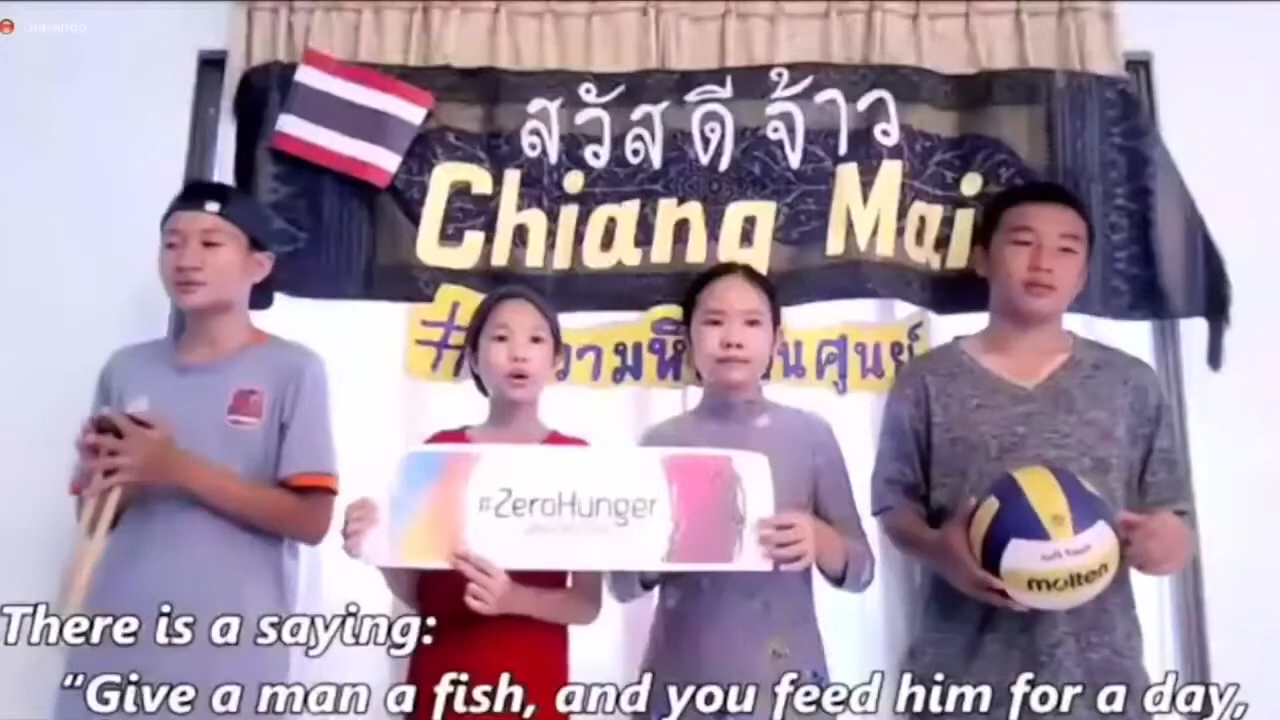 สวัสดีจ้าว
Chiang Mai
#ZeroHunger
molten
There is a saying:
“Give a man a fish, and you feed him for a day,